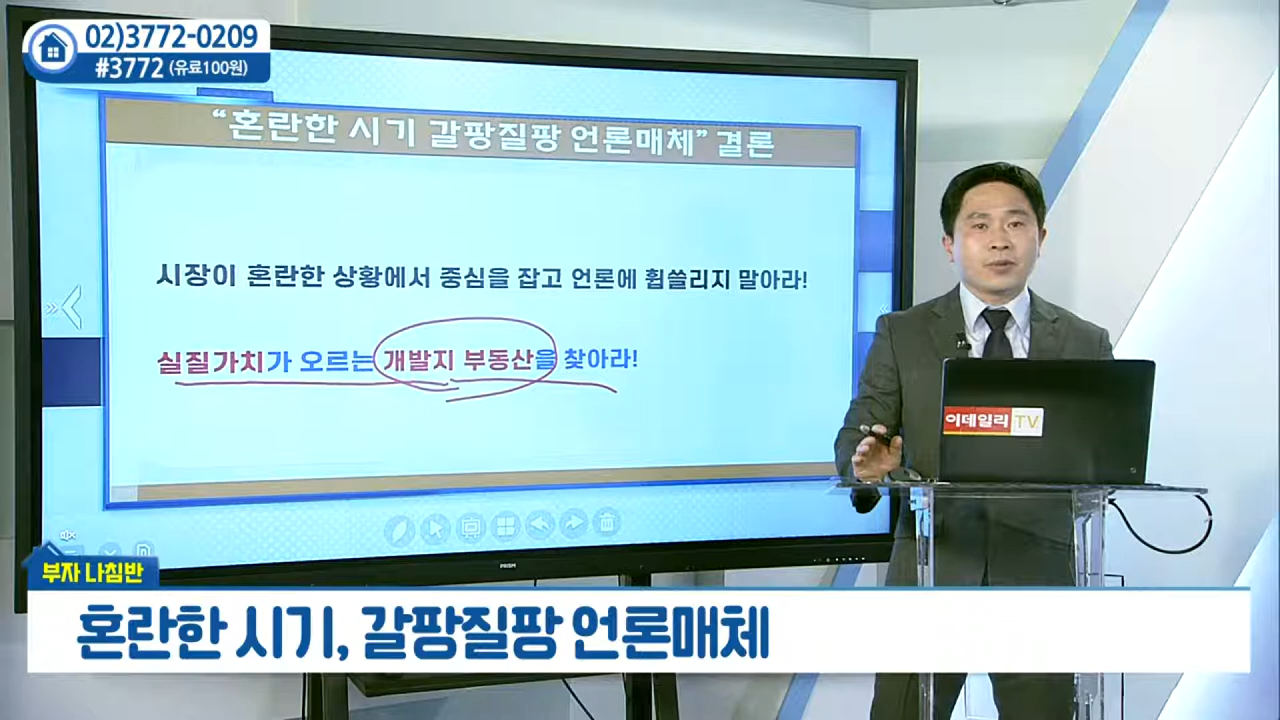 02)3772-0209
#3772 (유료100원)
“혼란한 시기 갈팡질팡 언론매체” 결론
시장이 혼란한 상황에서 중심을 잡고 언론에 휩쓸리지 말아라!
실질가치가 오르는 개발지 부동산을 찾아라!
이데일리 TV
PRISM
부자 나침반
혼란한 시기, 갈팡질팡 언론매체